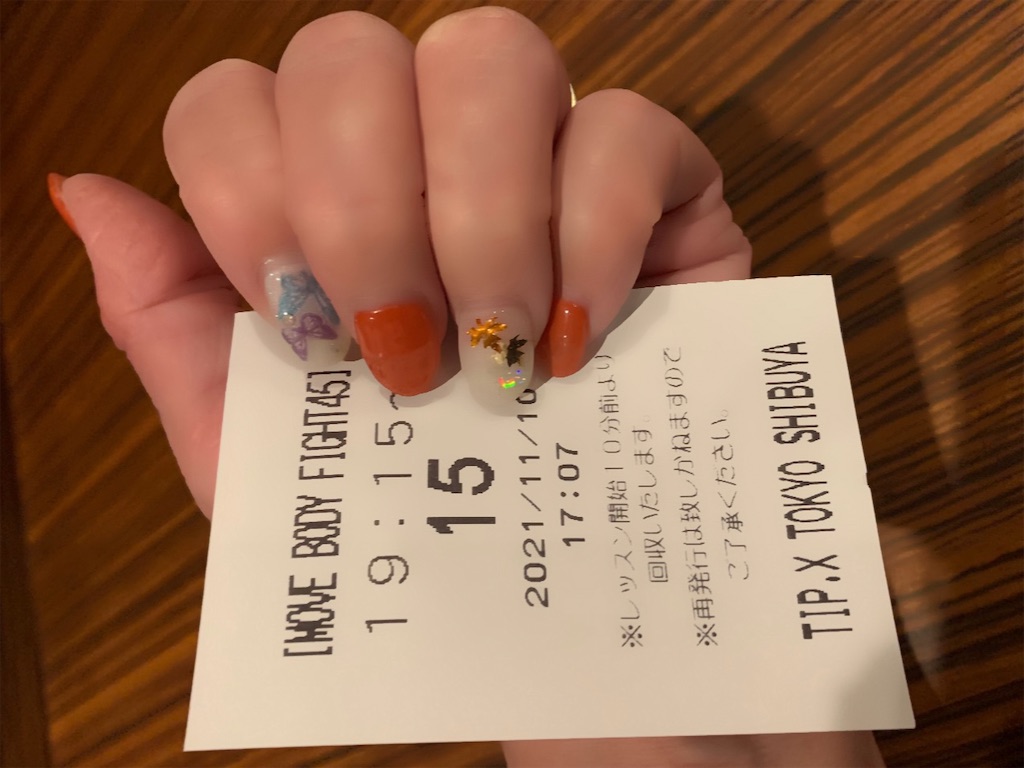 [MOVE BODY FIGHT45]
19:15~
15
2021/11/10
17:07
※レッスン開始10分前より
回収いたします。
※再発行は致しかねますので
ご了承ください。
TIP.X TOKYO SHIBUYA